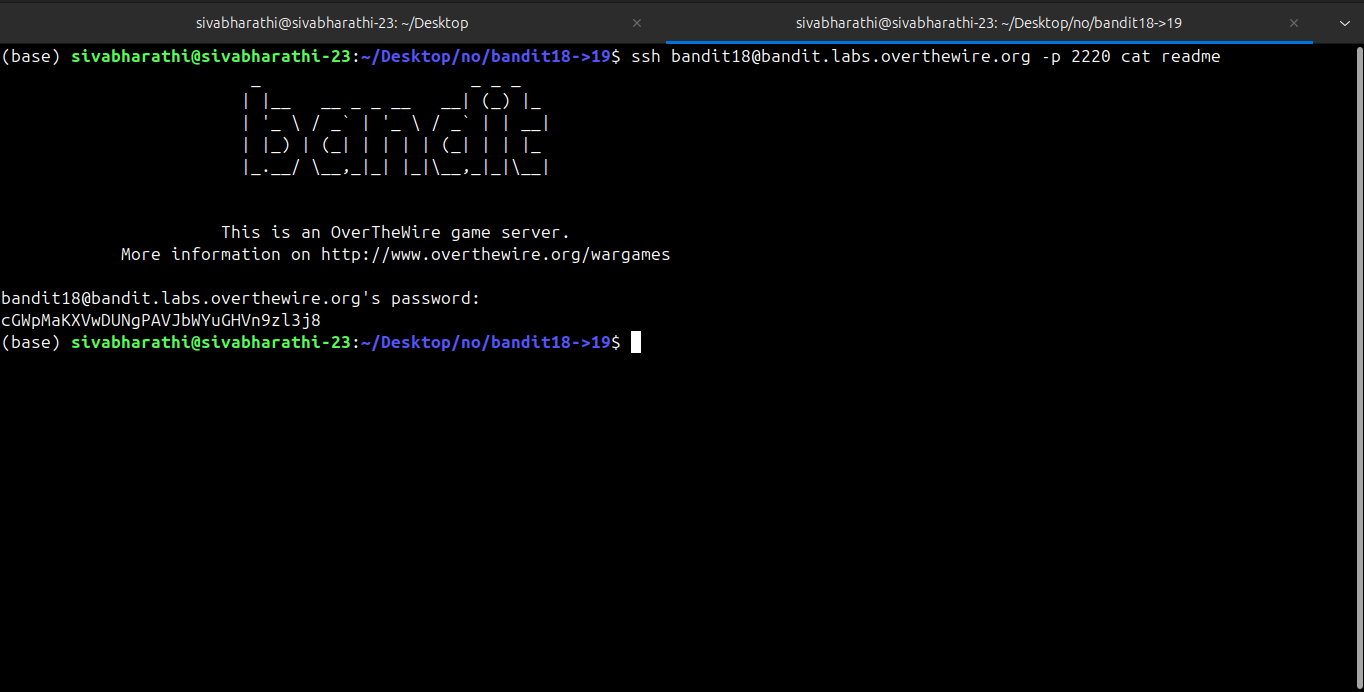 sivabharathi@sivabharathi-23: ~/Desktop
sivabharathi@sivabharathi-23: ~/Desktop/no/bandit18->19
(base) sivabharathi@sivabharathi-23:~/Desktop/no/bandit18->19$ ssh bandit18@bandit.labs.overthewire.org -p 2220 cat readme
                         _                     _ _ _
                        | |__   __ _ _ __   __| (_) |_
                        | '_ \ / _` | '_ \ / _` | | __|
                        | |_) | (_| | | | | (_| | | |_
                        |_.__/ \__,_|_| |_|\__,_|_|\__|
                      This is an OverTheWire game server.
            More information on http://www.overthewire.org/wargames
bandit18@bandit.labs.overthewire.org's password:
cGWpMaKXVwDUNgPAVJbWYuGHVn9zl3j8
(base) sivabharathi@sivabharathi-23:~/Desktop/no/bandit18->19$